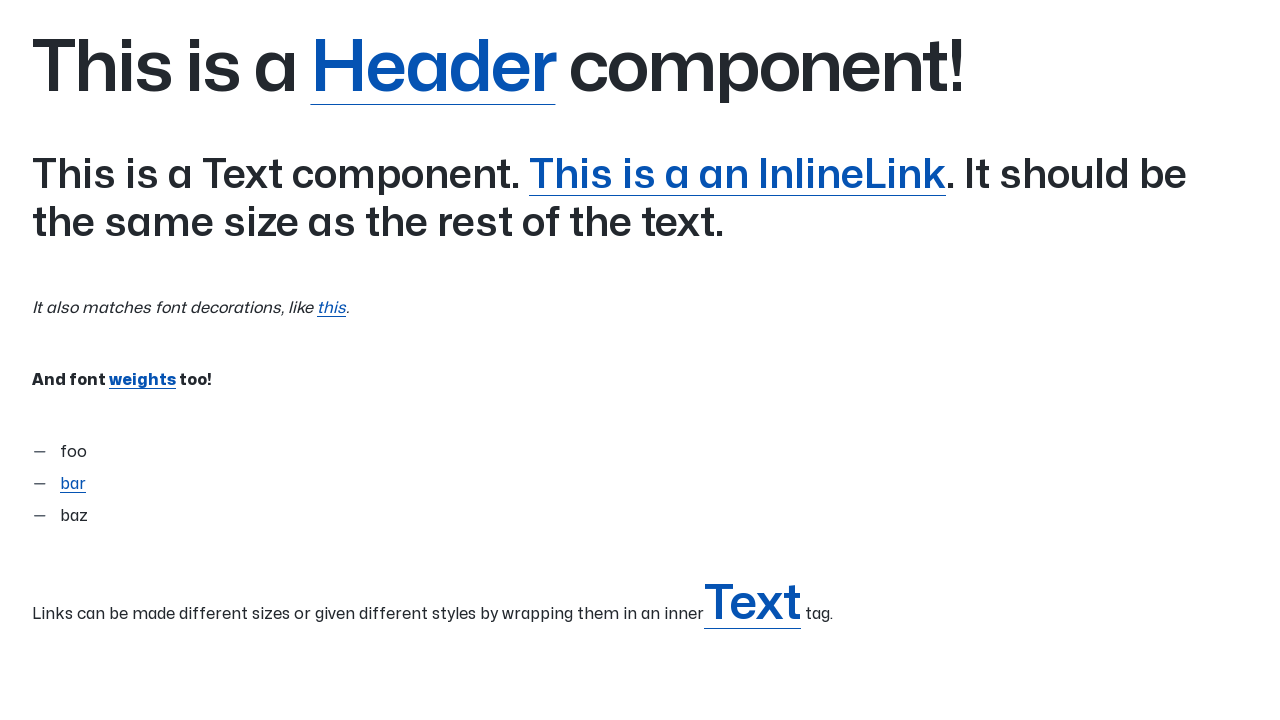 This is a Header component!
This is a Text component. This is a an InlineLink. It should be
the same size as the rest of the text.
It also matches font decorations, like this.
And font weights too!
— foo
— bar
— baz
Links can be made different sizes or given different styles by wrapping them in an inner Text tag.